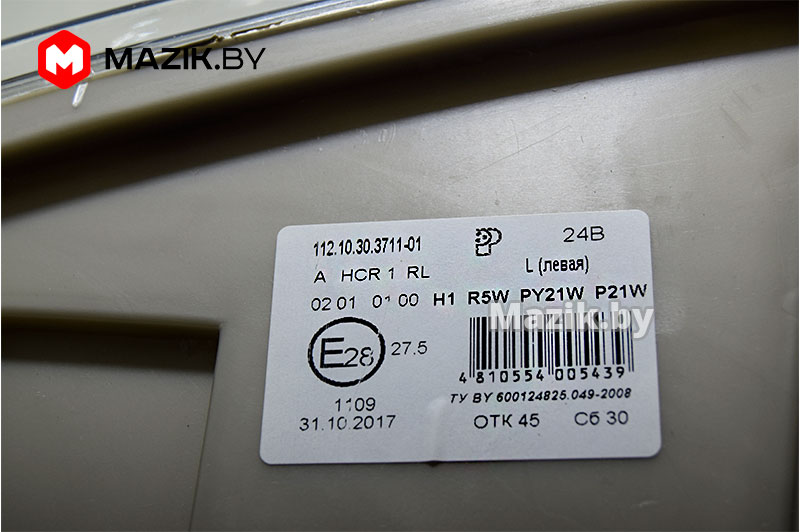 MAZIK.BY
112.10.30.3711-01 24В
A HCR 1 RL L (левая)
02 01 01 00 H1 R5W PY21W P21W
Mazik.by
E28 27.5
4 810554 005439
ТУ BY 600124825.049-2008
1109
31.10.2017 ОТК 45 Сб 30